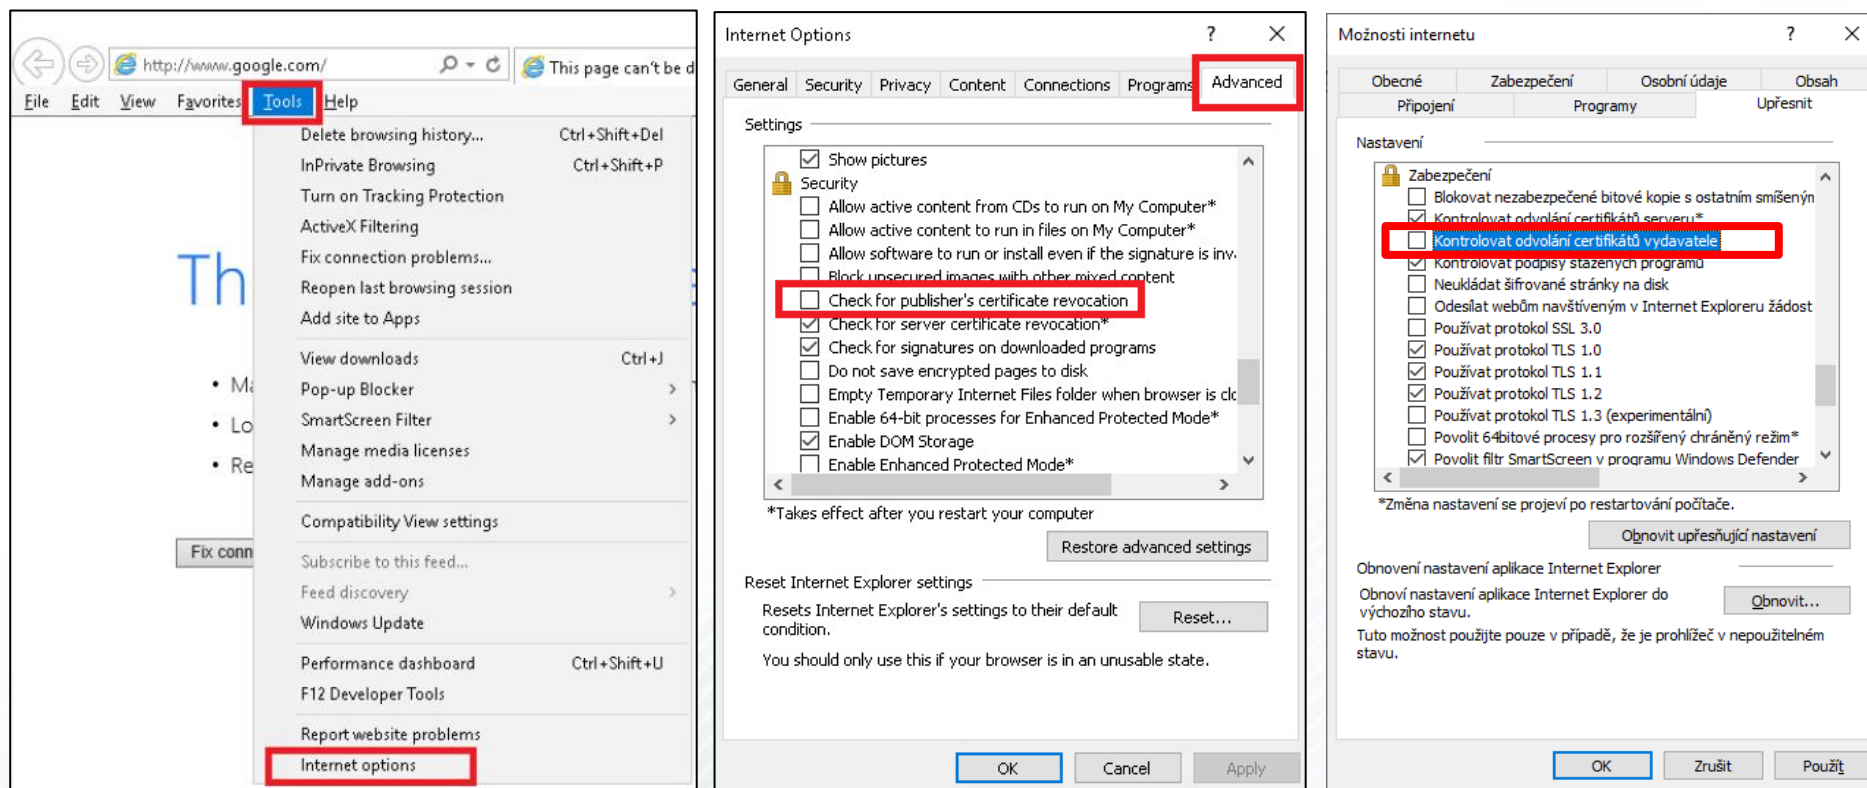 http://www.google.com/
This page can't be d
File Edit View Favorites Tools Help
Th
Delete browsing history... Ctrl+Shift+Del
InPrivate Browsing Ctrl+Shift+P
Turn on Tracking Protection
ActiveX Filtering
Fix connection problems...
Reopen last browsing session
Add site to Apps
View downloads Ctrl+J
• Ma
Pop-up Blocker
• Lo
SmartScreen Filter
Manage media licenses
• Re
Manage add-ons
Compatibility View settings
Fix conn
Subscribe to this feed...
Feed discovery
Windows Update
Performance dashboard Ctrl+Shift+U
F12 Developer Tools
Report website problems
Internet options
Internet Options
General Security Privacy Content Connections Programs Advanced
Settings
Show pictures
Security
Allow active content from CDs to run on My Computer*
Allow active content to run in files on My Computer*
Allow software to run or install even if the signature is inv
Block unsecured images with other mixed content
Check for publisher's certificate revocation
Check for server certificate revocation*
Check for signatures on downloaded programs
Do not save encrypted pages to disk
Empty Temporary Internet Files folder when browser is clo
Enable 64-bit processes for Enhanced Protected Mode*
Enable DOM Storage
Enable Enhanced Protected Mode*
*Takes effect after you restart your computer
Restore advanced settings
Reset Internet Explorer settings
Resets Internet Explorer's settings to their default
condition.
Reset...
You should only use this if your browser is in an unusable state.
OK Cancel Apply
Možnosti internetu
Obecné Zabezpečení Osobní údaje Obsah
Připojení Programy Upřesnit
Nastavení
Zabezpečení
Blokovat nezabezpečené bitové kopie s ostatním smíšeným
Kontrolovat odvolání certifikátů serveru*
Kontrolovat odvolání certifikátů vydavatele
Kontrolovat podpisy stažených programů
Neukládat šifrované stránky na disk
Odesílat webům navštíveným v Internet Exploreru žádost
Používat protokol SSL 3.0
Používat protokol TLS 1.0
Používat protokol TLS 1.1
Používat protokol TLS 1.2
Používat protokol TLS 1.3 (experimentální)
Povolit 64bitové procesy pro rozšířený chráněný režim*
Povolit filtr SmartScreen v programu Windows Defender
*Změna nastavení se projeví po restartování počítače.
Obnovit upřesňující nastavení
Obnovení nastavení aplikace Internet Explorer
Obnoví nastavení aplikace Internet Explorer do
výchozího stavu.
Obnovit...
Tuto možnost použijte pouze v případě, že je prohlížeč v nepoužitelném
stavu.
OK Zrušit Použít